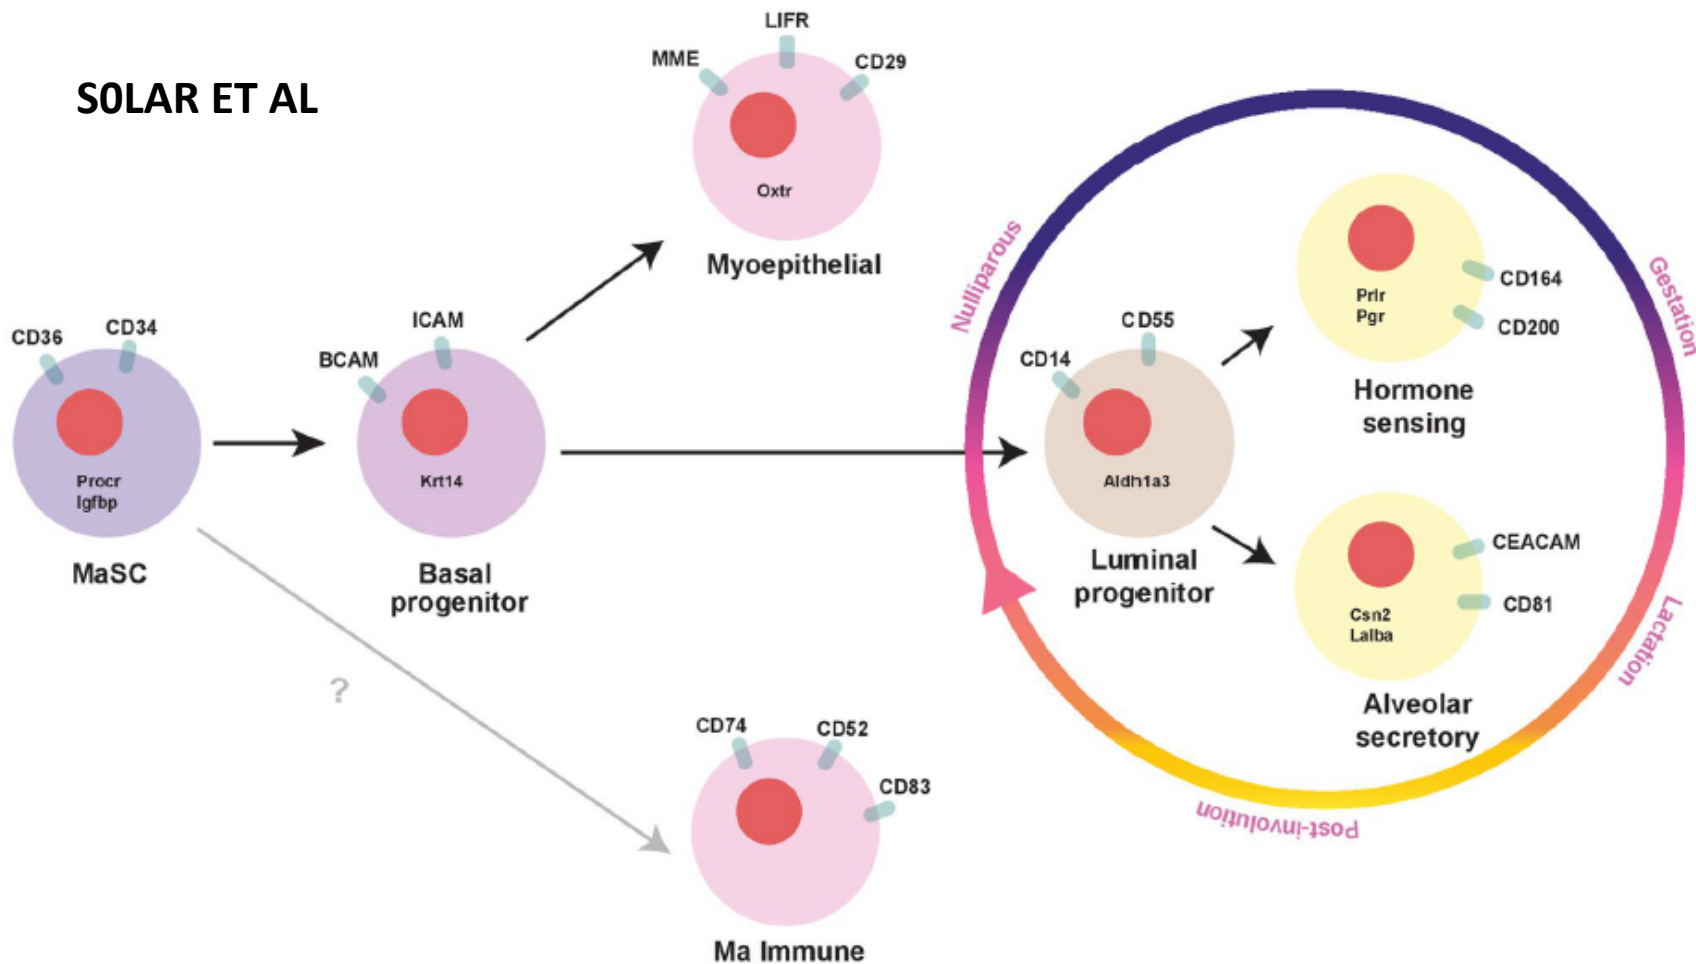 S0LAR ET AL
LIFR
MME
CD29
Oxtr
Myoepithelial
CD36
CD34
Procr
Igfbp
MaSC
ICAM
BCAM
Krt14
Basal
progenitor
?
CD74
CD52
CD83
Ma Immune
Nulliparous
Gestation
Lactation
Post-involution
CD55
CD14
Aldh1a3
Luminal
progenitor
Prlr
Pgr
CD164
CD200
Hormone
sensing
CEACAM
CD81
Csn2
Lalba
Alveolar
secretory